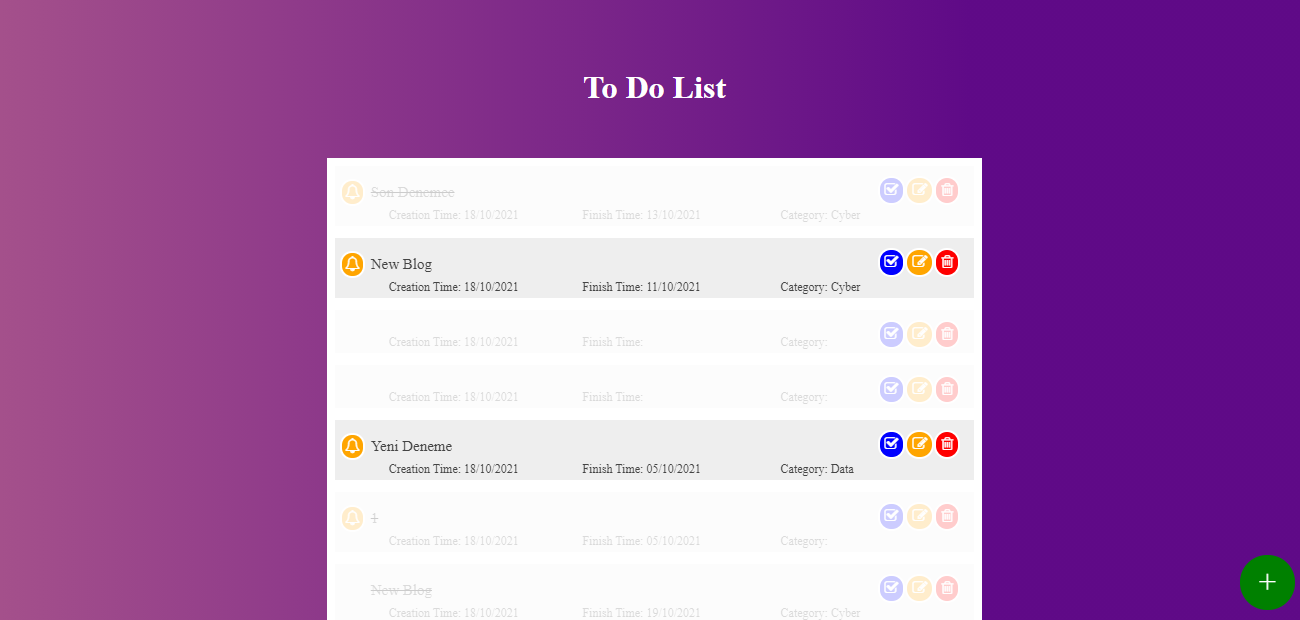 To Do List
Son Denemee
Creation Time: 18/10/2021 Finish Time: 13/10/2021 Category: Cyber
New Blog
Creation Time: 18/10/2021 Finish Time: 11/10/2021 Category: Cyber
Creation Time: 18/10/2021 Finish Time: Category:
Creation Time: 18/10/2021 Finish Time: Category:
Yeni Deneme
Creation Time: 18/10/2021 Finish Time: 05/10/2021 Category: Data
1
Creation Time: 18/10/2021 Finish Time: 05/10/2021 Category:
New Blog
Creation Time: 18/10/2021 Finish Time: 19/10/2021 Category: Cyber